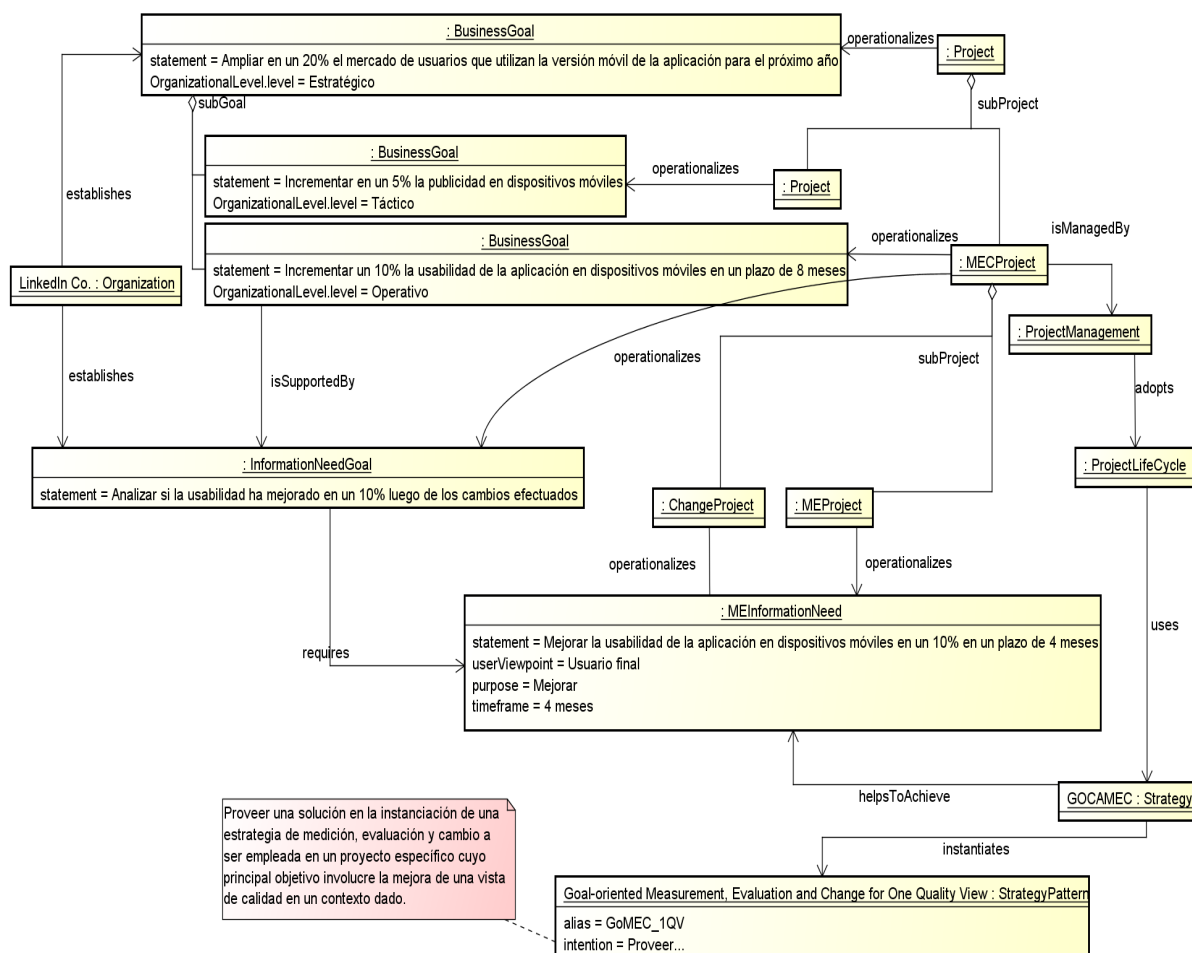 : BusinessGoal
statement = Ampliar en un 20% el mercado de usuarios que utilizan la versión móvil de la aplicación para el próximo año
OrganizationalLevel.level = Estratégico
operationalizes
: Project
subGoal
subProject
: BusinessGoal
statement = Incrementar en un 5% la publicidad en dispositivos móviles
OrganizationalLevel.level = Táctico
operationalizes
: Project
establishes
: BusinessGoal
statement = Incrementar un 10% la usabilidad de la aplicación en dispositivos móviles en un plazo de 8 meses
OrganizationalLevel.level = Operativo
operationalizes
isManagedBy
: MECProject
LinkedIn Co. : Organization
: ProjectManagement
operationalizes
subProject
establishes
isSupportedBy
adopts
: InformationNeedGoal
statement = Analizar si la usabilidad ha mejorado en un 10% luego de los cambios efectuados
: ProjectLifeCycle
: ChangeProject
: MEProject
operationalizes
operationalizes
: MEInformationNeed
statement = Mejorar la usabilidad de la aplicación en dispositivos móviles en un 10% en un plazo de 4 meses
userViewpoint = Usuario final
purpose = Mejorar
timeframe = 4 meses
requires
uses
helpsToAchieve
GOCAMEC : Strategy
Proveer una solución en la instanciación de una
estrategia de medición, evaluación y cambio a
ser empleada en un proyecto específico cuyo
principal objetivo involucre la mejora de una vista
de calidad en un contexto dado.
instantiates
Goal-oriented Measurement, Evaluation and Change for One Quality View : StrategyPattern
alias = GoMEC_1QV
intention = Proveer...